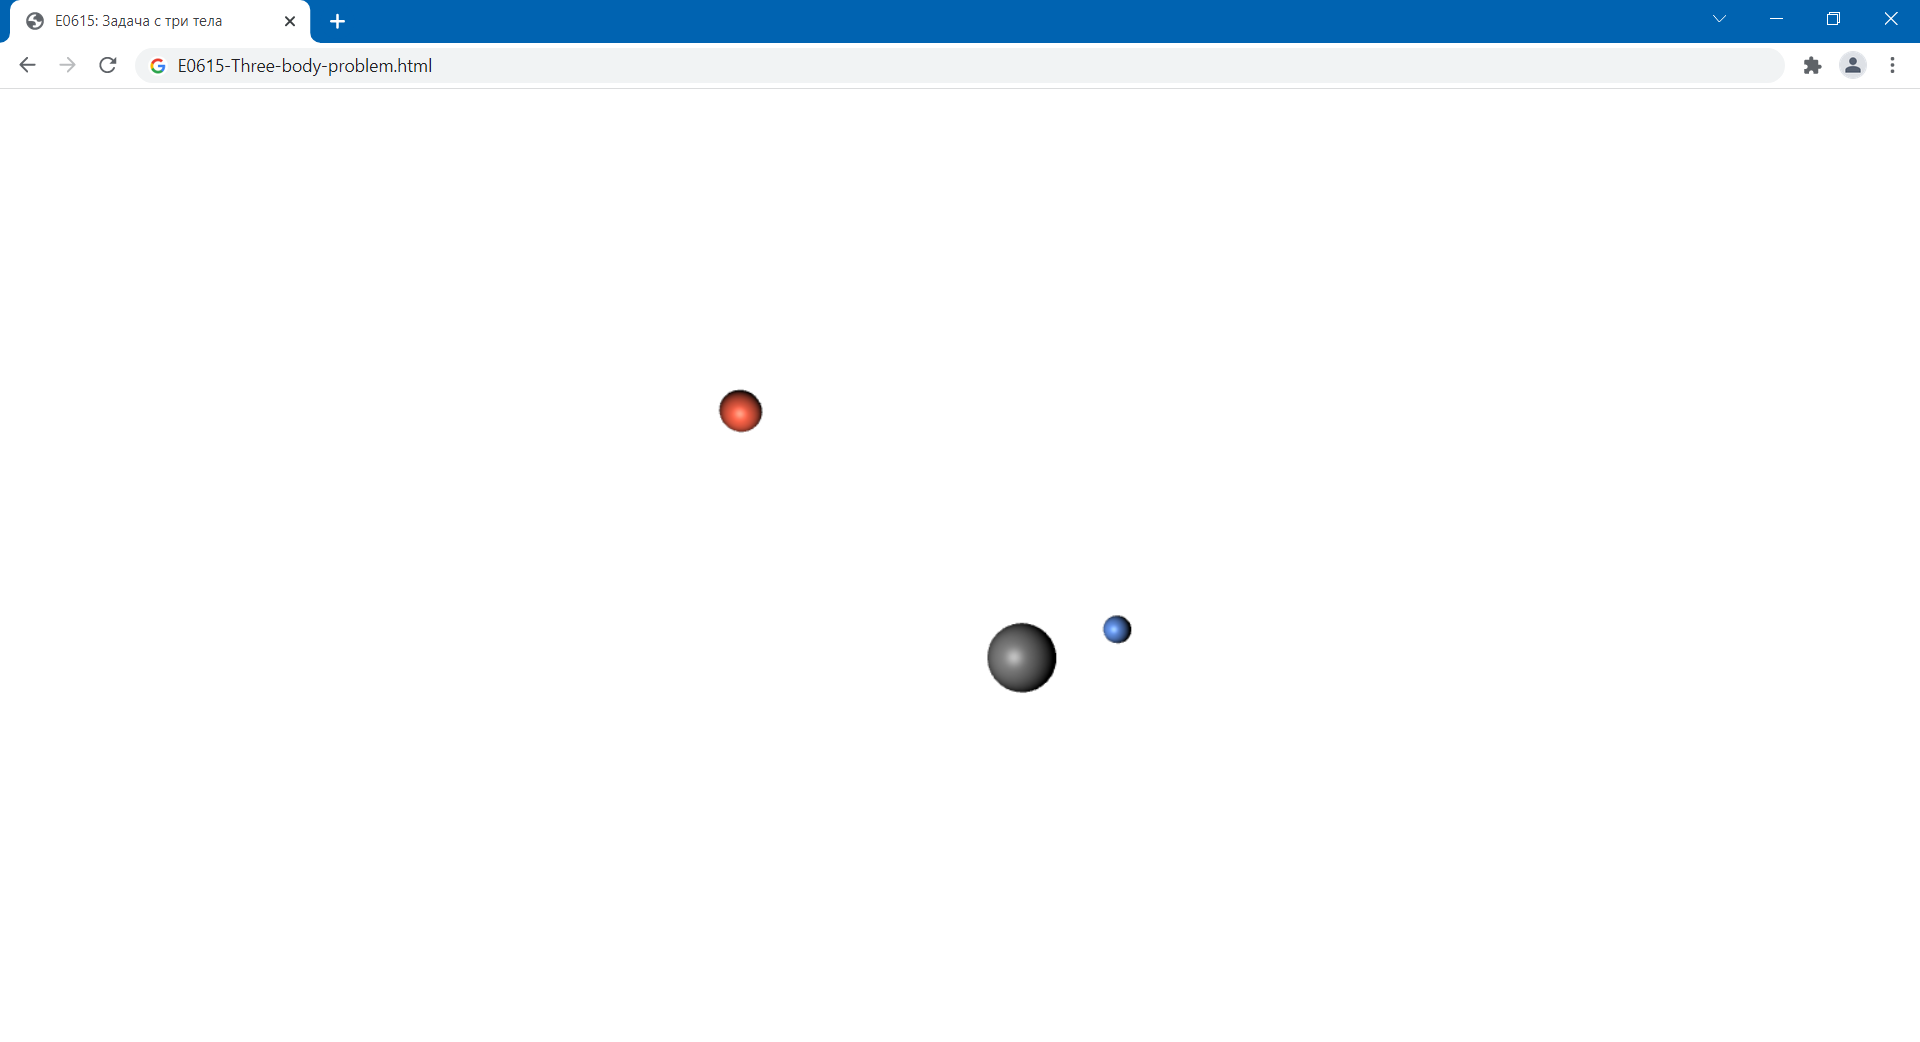 E0615: Задача с три тела
E0615-Three-body-problem.html